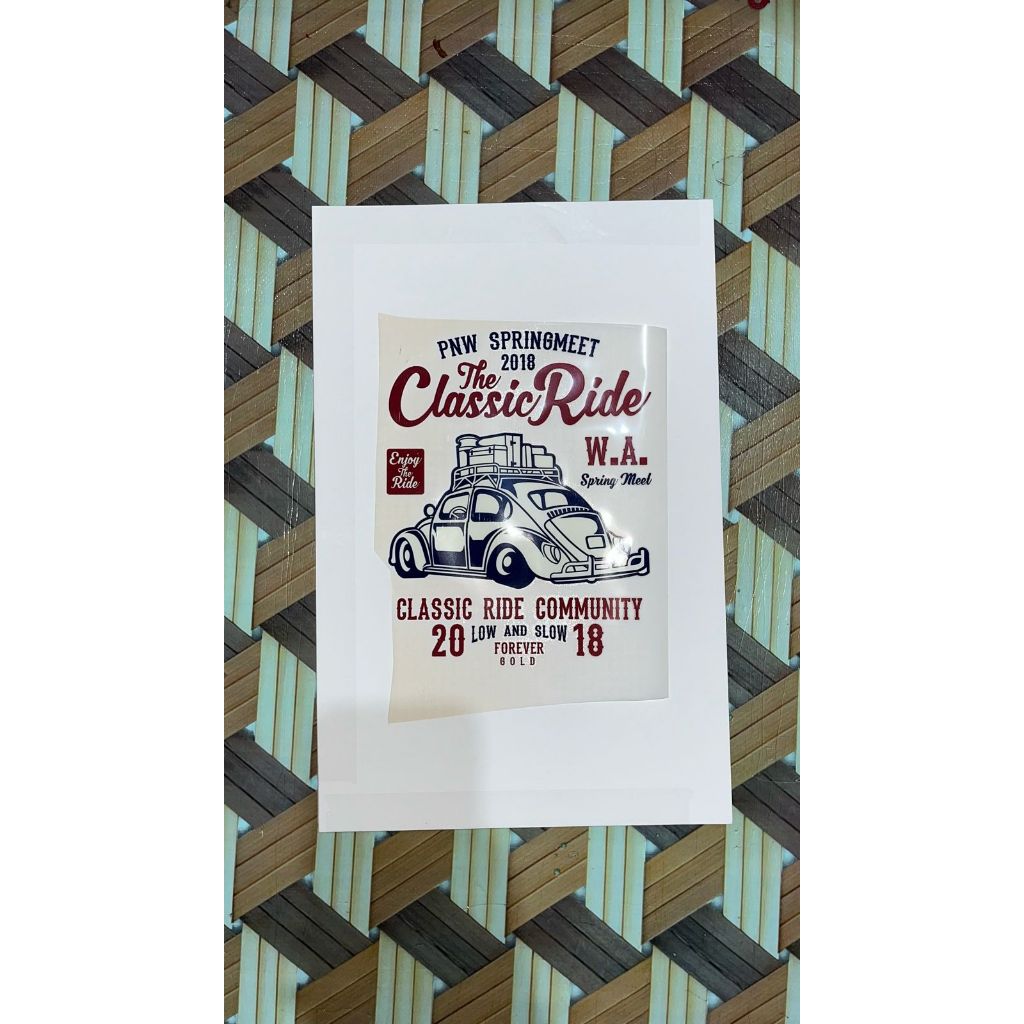 PNW SPRINGMEET
2018
The
Classic Ride
Enjoy
The
Ride
W.A.
Spring Meet
CLASSIC RIDE COMMUNITY
20 LOW AND SLOW 18
FOREVER
GOLD